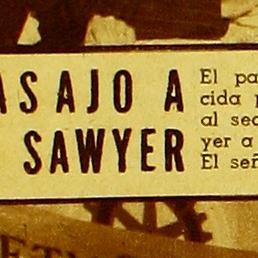 ASAJO A
SAWYER
El pa
cida p
al sec
yer a
El señ